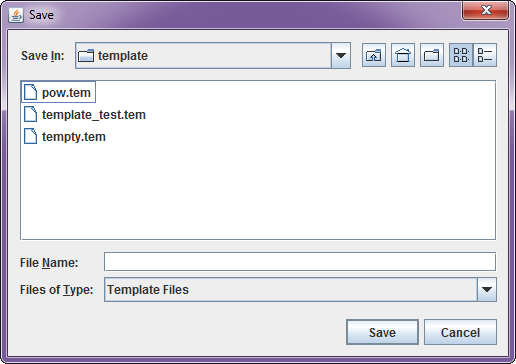 Save
Save In: template
pow.tem
template_test.tem
tempty.tem
File Name:
Files of Type: Template Files
Save Cancel